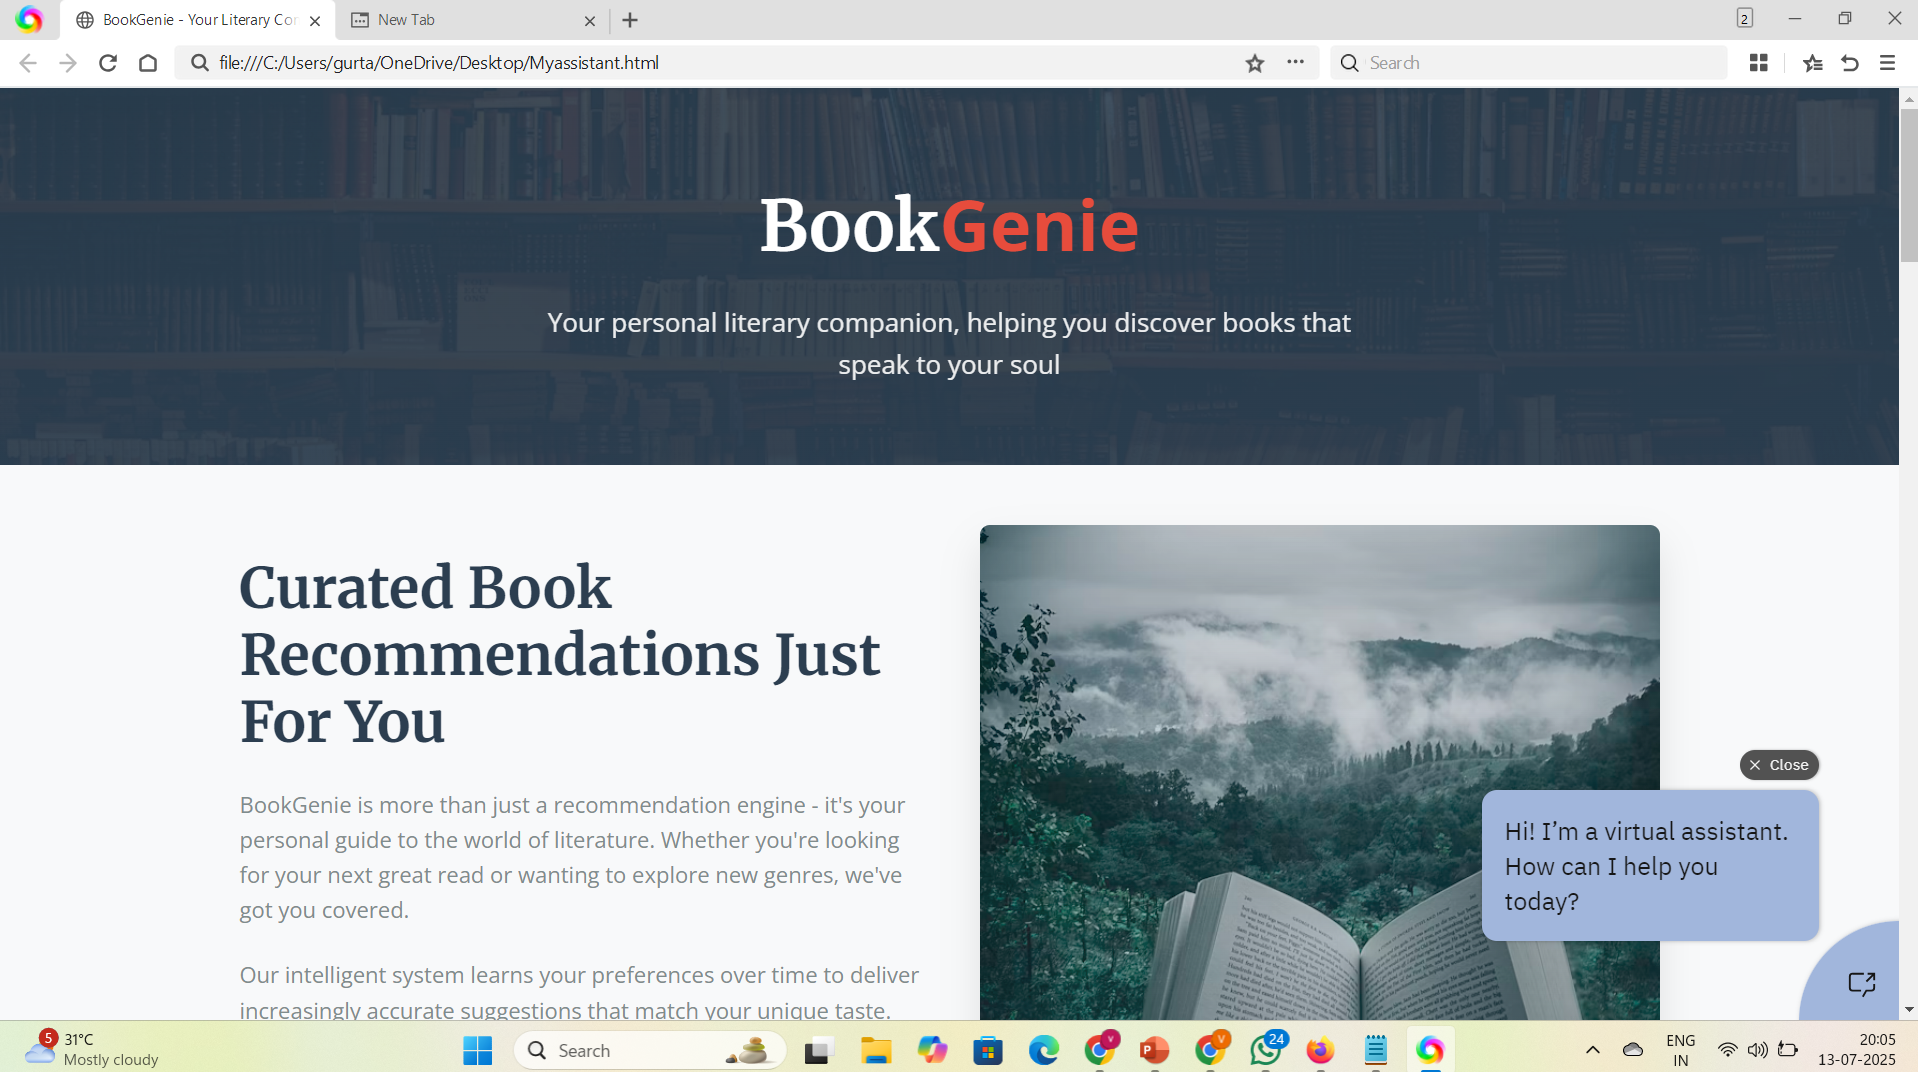 BookGenie - Your Literary Co
New Tab
2
file:///C:/Users/gurta/OneDrive/Desktop/Myassistant.html
Search
BookGenie
Your personal literary companion, helping you discover books that
speak to your soul
Curated Book
Recommendations Just
For You
BookGenie is more than just a recommendation engine - it's your
personal guide to the world of literature. Whether you're looking
for your next great read or wanting to explore new genres, we've
got you covered.
Our intelligent system learns your preferences over time to deliver
increasingly accurate suggestions that match your unique taste.
Close
Hi! I’m a virtual assistant.
How can I help you
today?
5
31°C
Mostly cloudy
Search
V
P
V
24
ENG
IN
20:05
13-07-2025